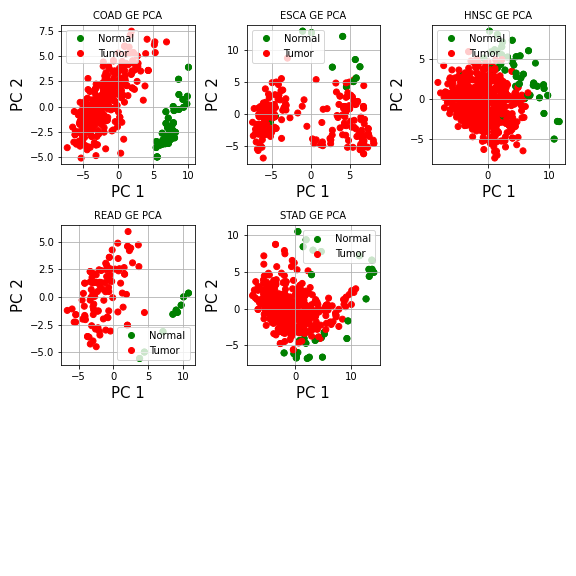 COAD GE PCA
7.5
5.0
2.5
0.0
−2.5
−5.0
PC 2
Normal
Tumor
−5
0
5
10
PC 1
ESCA GE PCA
10
5
0
−5
PC 2
Normal
Tumor
−5
0
5
PC 1
HNSC GE PCA
5
0
−5
PC 2
Normal
Tumor
0
10
PC 1
READ GE PCA
5.0
2.5
0.0
−2.5
−5.0
PC 2
Normal
Tumor
−5
0
5
10
PC 1
STAD GE PCA
10
5
0
−5
PC 2
Normal
Tumor
0
10
PC 1